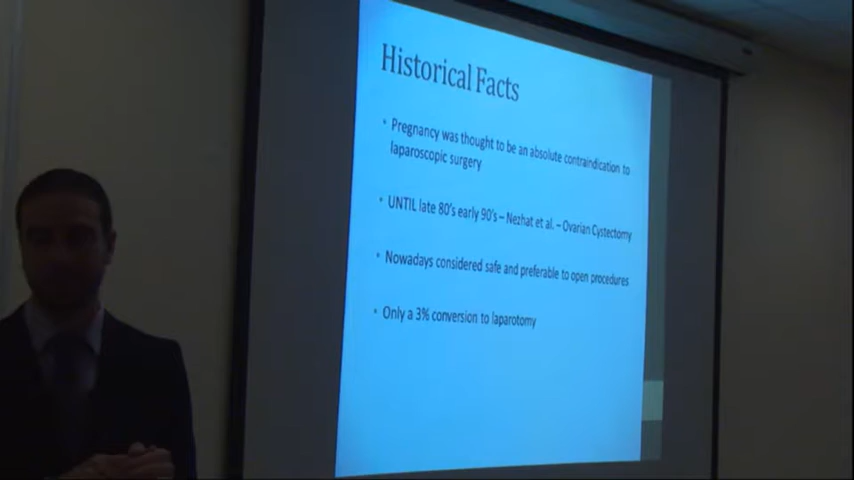 Historical Facts
• Pregnancy was thought to be an absolute contraindication to
laparoscopic surgery
• UNTIL late 80's early 90's – Nezhat et al. – Ovarian Cystectomy
• Nowadays considered safe and preferable to open procedures
• Only a 3% conversion to laparotomy